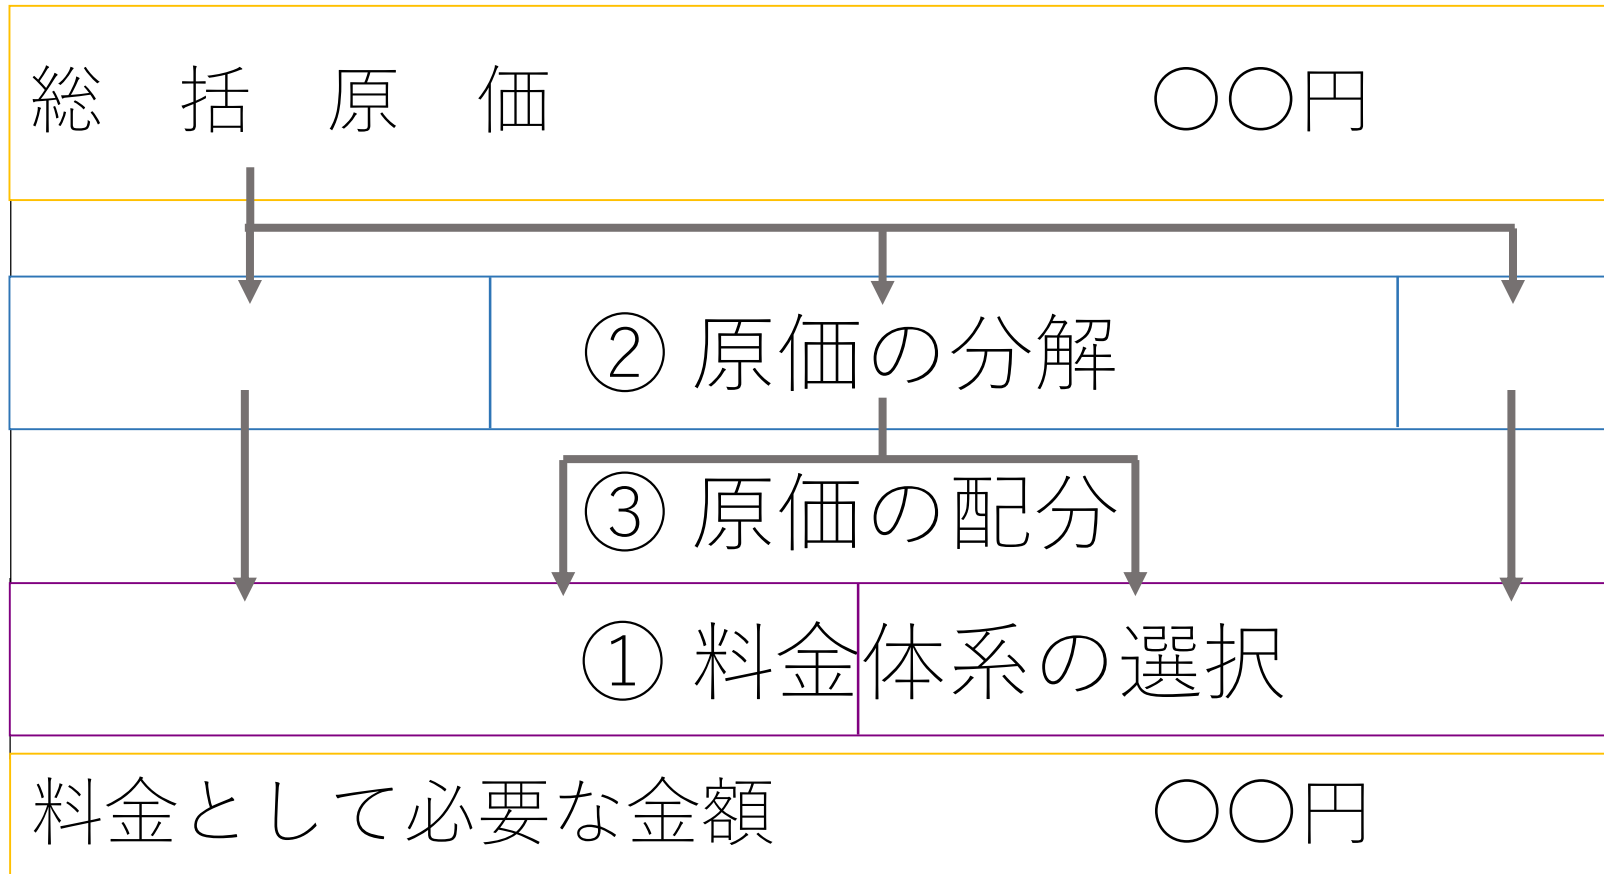 総括原価 〇〇円
② 原価の分解
③ 原価の配分
① 料金体系の選択
料金として必要な金額 〇〇円